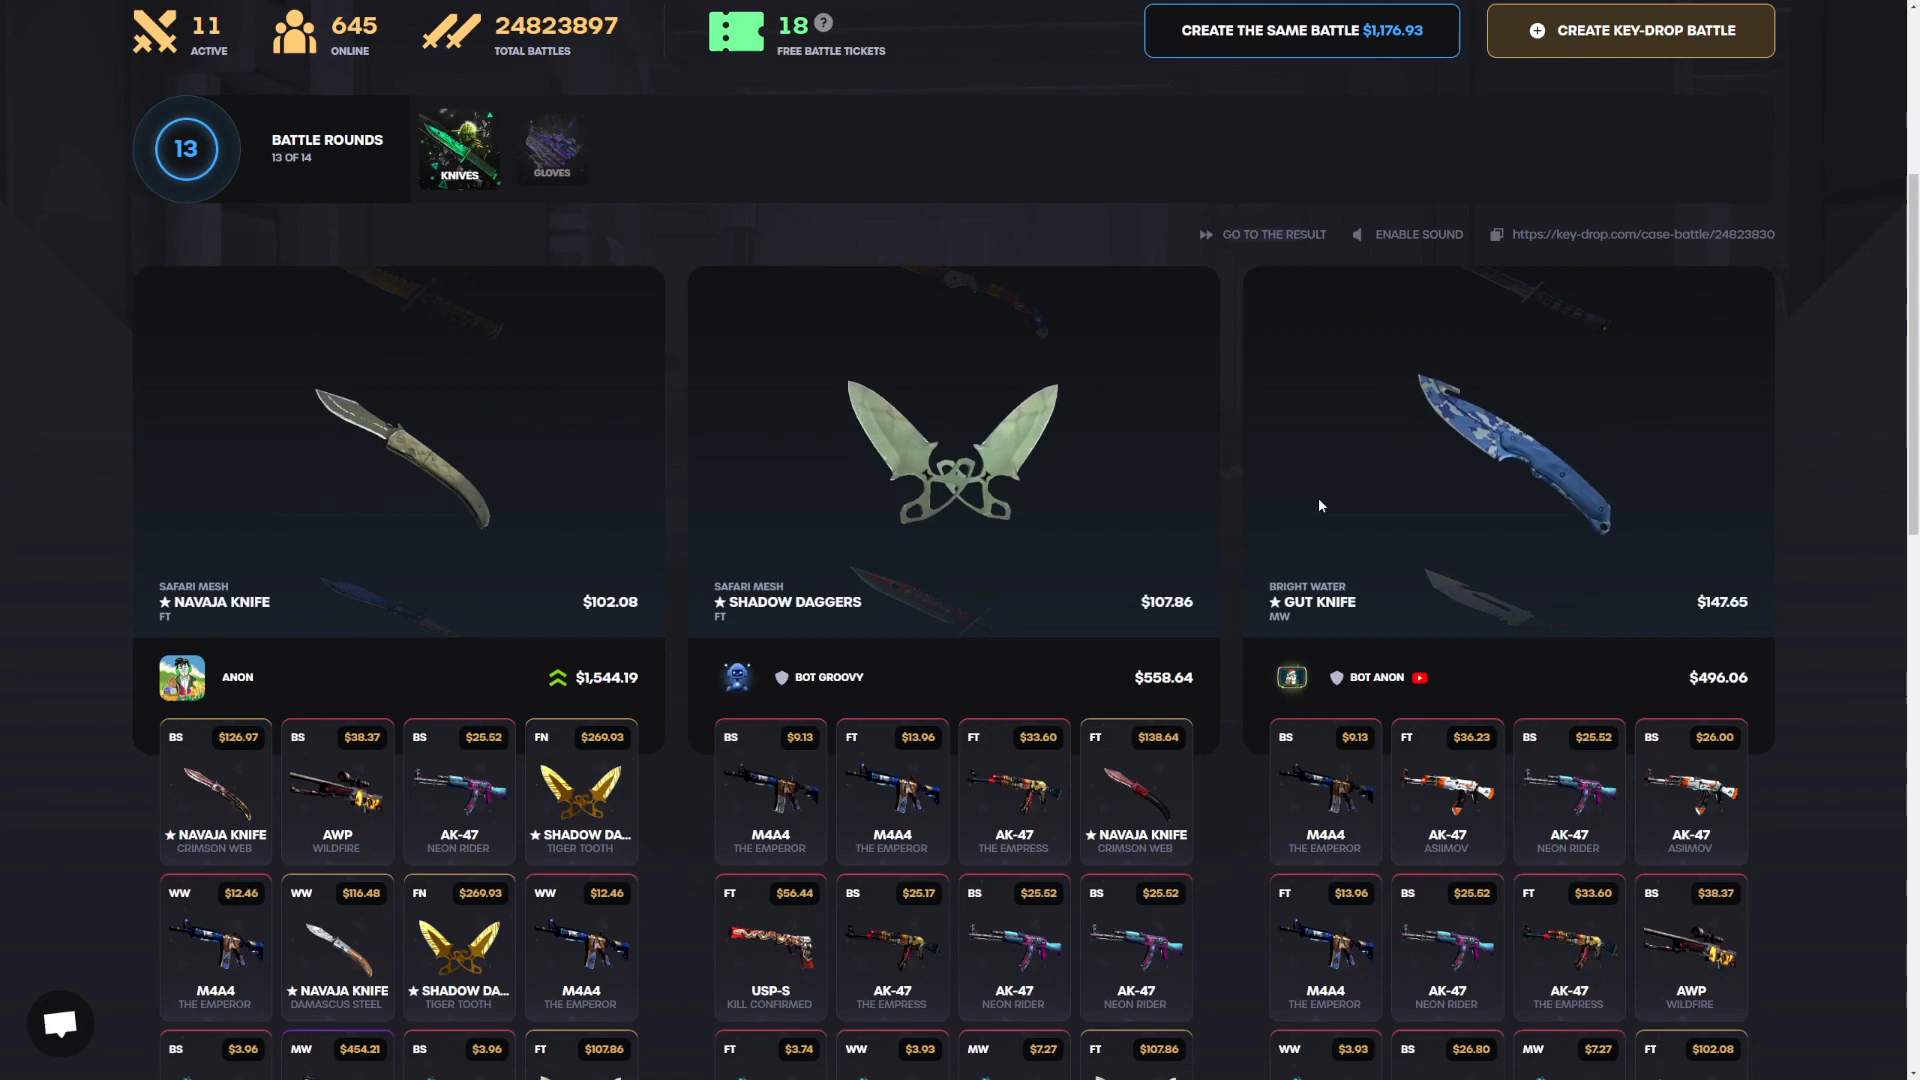 11
ACTIVE
645
ONLINE
24823897
TOTAL BATTLES
18 ?
FREE BATTLE TICKETS
CREATE THE SAME BATTLE $1,176.93
CREATE KEY-DROP BATTLE
13
BATTLE ROUNDS
13 OF 14
KNIVES
GLOVES
GO TO THE RESULT
ENABLE SOUND
https://key-drop.com/case-battle/24823830
SAFARI MESH
★ NAVAJA KNIFE $102.08
FT
SAFARI MESH
★ SHADOW DAGGERS $107.86
FT
BRIGHT WATER
★ GUT KNIFE $147.65
MW
ANON $1,544.19
BOT GROOVY $558.64
BOT ANON $496.06
BS $126.97
★ NAVAJA KNIFE
CRIMSON WEB
BS $38.37
AWP
WILDFIRE
BS $25.52
AK-47
NEON RIDER
FN $269.93
★ SHADOW DA...
TIGER TOOTH
BS $9.13
M4A4
THE EMPEROR
FT $13.96
M4A4
THE EMPEROR
FT $33.60
AK-47
THE EMPRESS
FT $138.64
★ NAVAJA KNIFE
CRIMSON WEB
BS $9.13
M4A4
THE EMPEROR
FT $36.23
AK-47
ASIIMOV
BS $25.52
AK-47
NEON RIDER
BS $26.00
AK-47
ASIIMOV
WW $12.46
M4A4
THE EMPEROR
WW $116.48
★ NAVAJA KNIFE
DAMASCUS STEEL
FN $269.93
★ SHADOW DA...
TIGER TOOTH
WW $12.46
M4A4
THE EMPEROR
FT $56.44
USP-S
KILL CONFIRMED
BS $25.17
AK-47
THE EMPRESS
BS $25.52
AK-47
NEON RIDER
BS $25.52
AK-47
NEON RIDER
FT $13.96
M4A4
THE EMPEROR
BS $25.52
AK-47
NEON RIDER
FT $33.60
AK-47
THE EMPRESS
BS $38.37
AWP
WILDFIRE
BS $3.96
MW $454.21
BS $3.96
FT $107.86
FT $3.74
WW $3.93
MW $7.27
FT $107.86
WW $3.93
BS $26.80
MW $7.27
FT $102.08